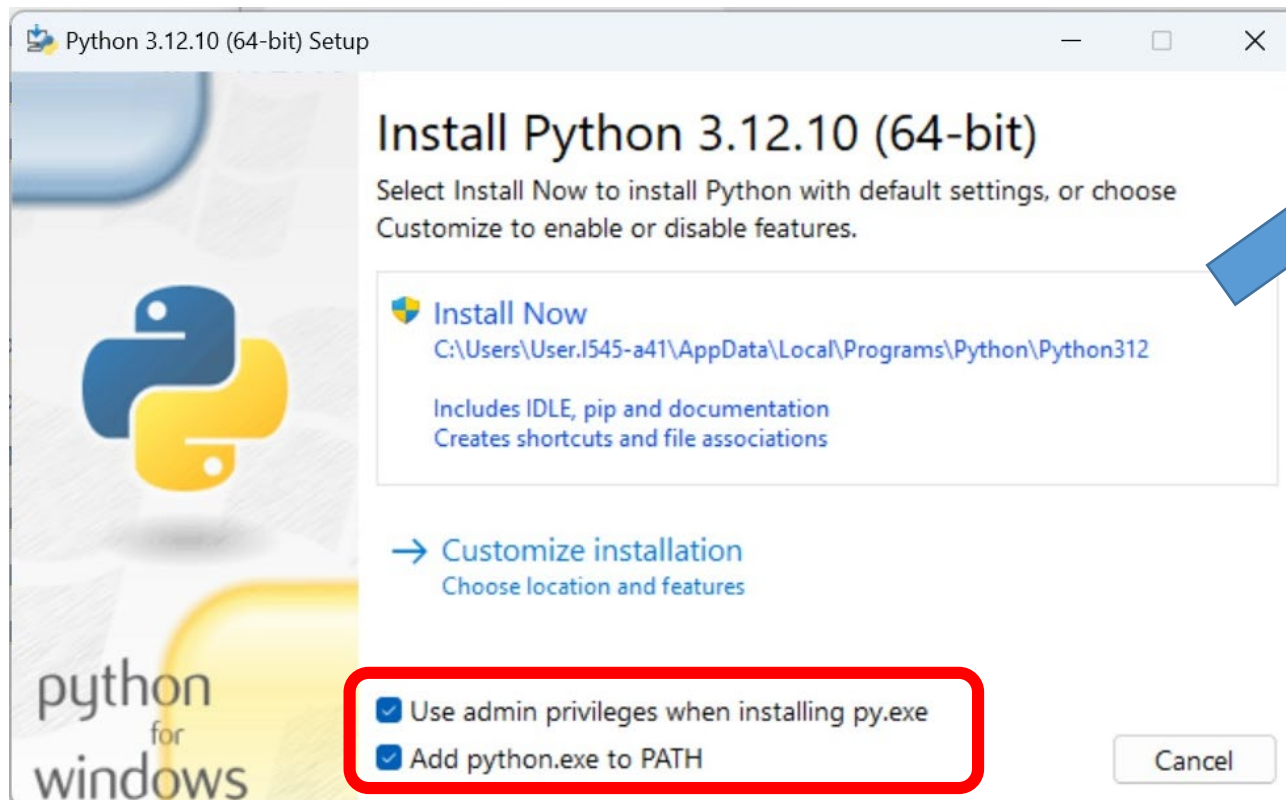 Python 3.12.10 (64-bit) Setup
Install Python 3.12.10 (64-bit)
Select Install Now to install Python with default settings, or choose
Customize to enable or disable features.
Install Now
C:\Users\User.I545-a41\AppData\Local\Programs\Python\Python312
Includes IDLE, pip and documentation
Creates shortcuts and file associations
Customize installation
Choose location and features
python
for
windows
Use admin privileges when installing py.exe
Add python.exe to PATH
Cancel